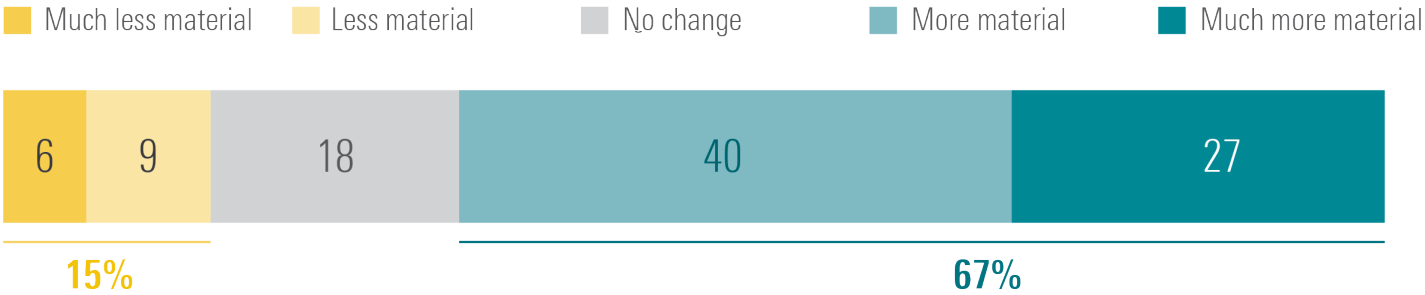 Much less material Less material No change More material Much more material
6 9 18 40 27
15% 67%